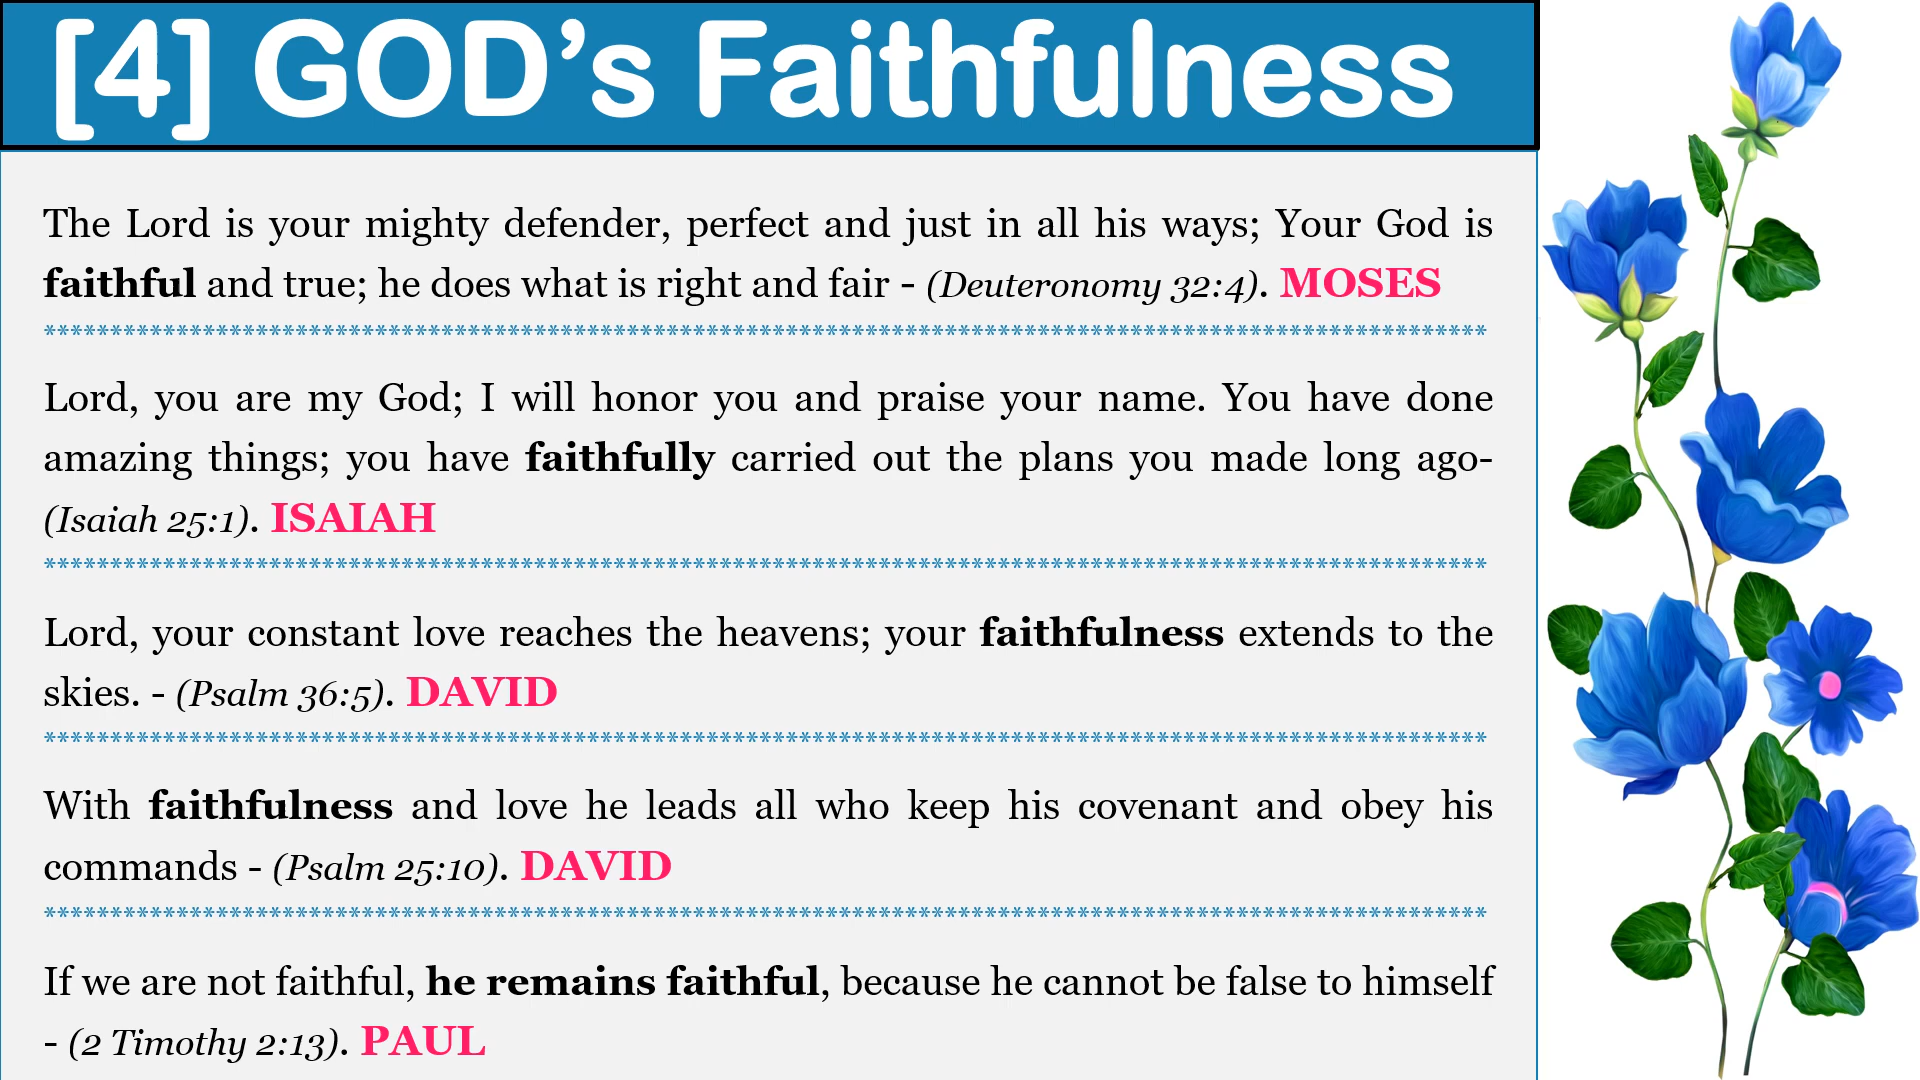 [4] GOD’s Faithfulness
The Lord is your mighty defender, perfect and just in all his ways; Your God is
faithful and true; he does what is right and fair - (Deuteronomy 32:4). MOSES
**************************************************************************************************************
Lord, you are my God; I will honor you and praise your name. You have done
amazing things; you have faithfully carried out the plans you made long ago-
(Isaiah 25:1). ISAIAH
**************************************************************************************************************
Lord, your constant love reaches the heavens; your faithfulness extends to the
skies. - (Psalm 36:5). DAVID
**************************************************************************************************************
With faithfulness and love he leads all who keep his covenant and obey his
commands - (Psalm 25:10). DAVID
**************************************************************************************************************
If we are not faithful, he remains faithful, because he cannot be false to himself
- (2 Timothy 2:13). PAUL